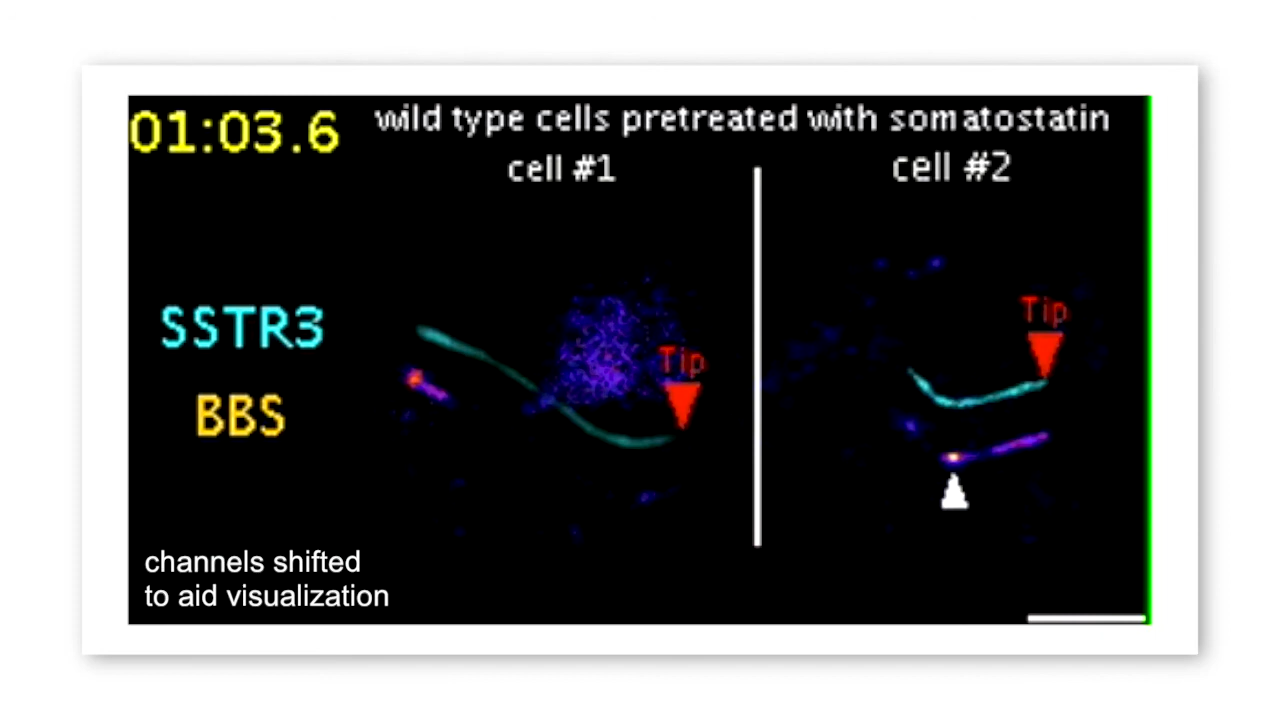 01:03.6
wild type cells pretreated with somatostatin
cell #1
cell #2
SSTR3
BBS
Tip
Tip
channels shifted
to aid visualization